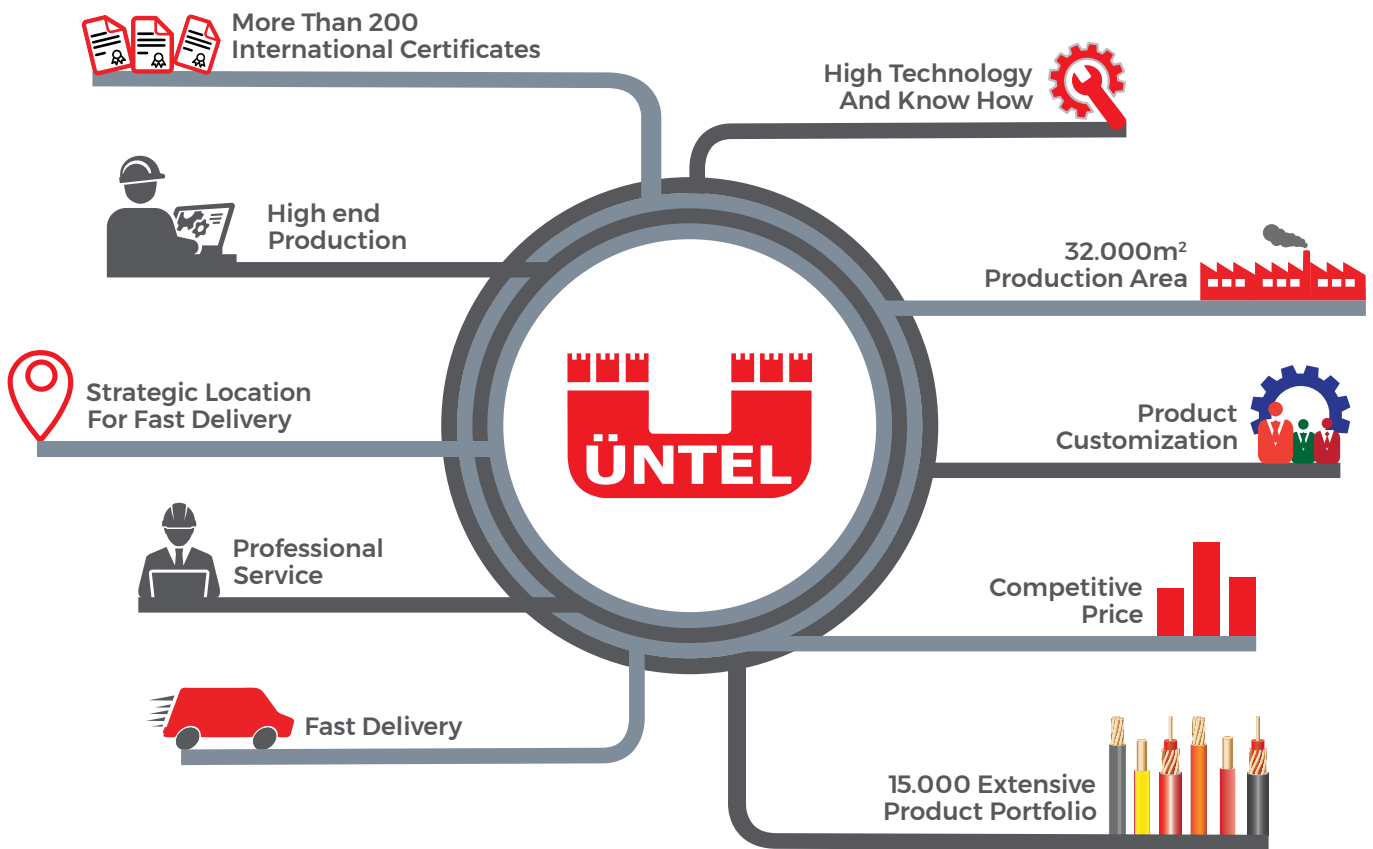 More Than 200
International Certificates
High Technology
And Know How
High end
Production
32.000m²
Production Area
Strategic Location
For Fast Delivery
Product
Customization
ÜNTEL
Professional
Service
Competitive
Price
Fast Delivery
15.000 Extensive
Product Portfolio